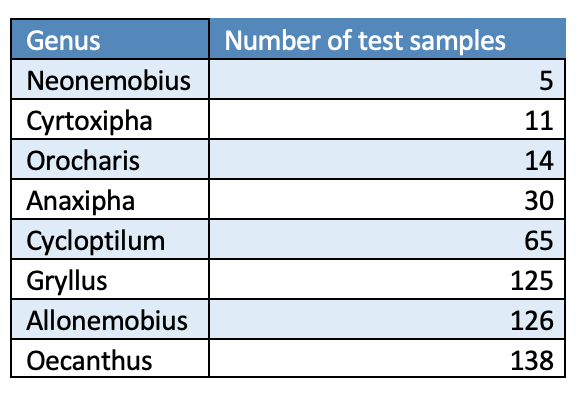 Genus Number of test samples
Neonemobius 5
Cyrtoxipha 11
Orocharis 14
Anaxipha 30
Cycloptilum 65
Gryllus 125
Allonemobius 126
Oecanthus 138